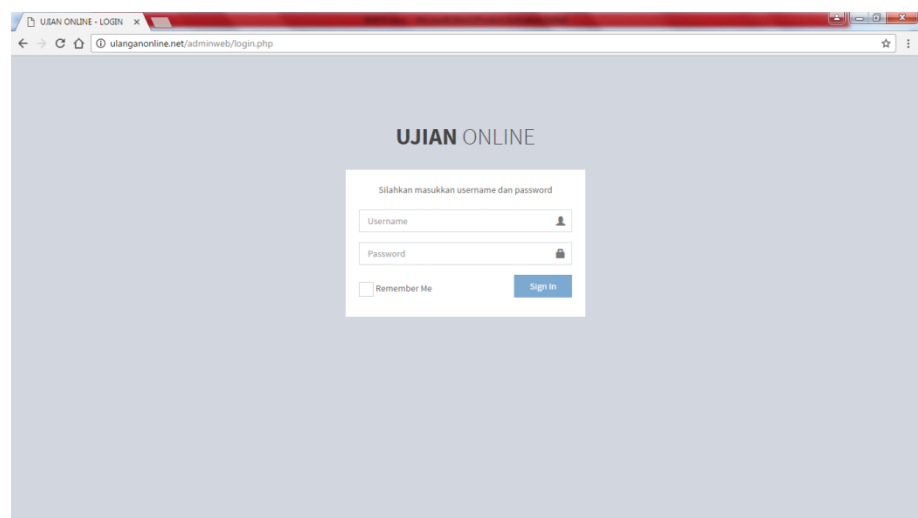 UJIAN ONLINE - LOGIN
ulanganonline.net/adminweb/login.php
UJIAN ONLINE
Silahkan masukkan username dan password
Username
Password
Remember Me
Sign In